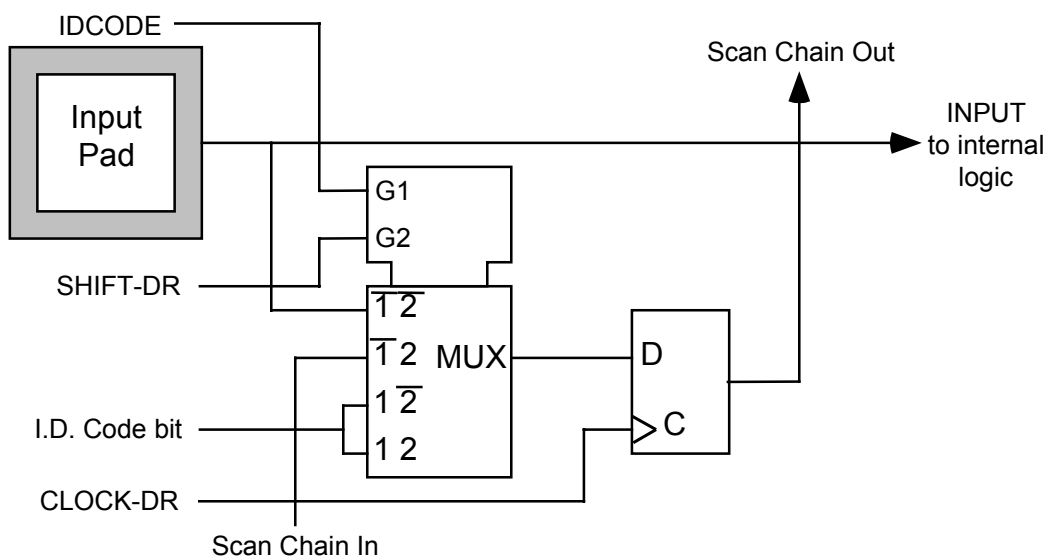 IDCODE
Input
Pad
Scan Chain Out
INPUT
to internal
logic
G1
G2
SHIFT-DR
1̅ 2̅
1̅ 2
MUX
1 2̅
1 2
D
C
I.D. Code bit
CLOCK-DR
Scan Chain In